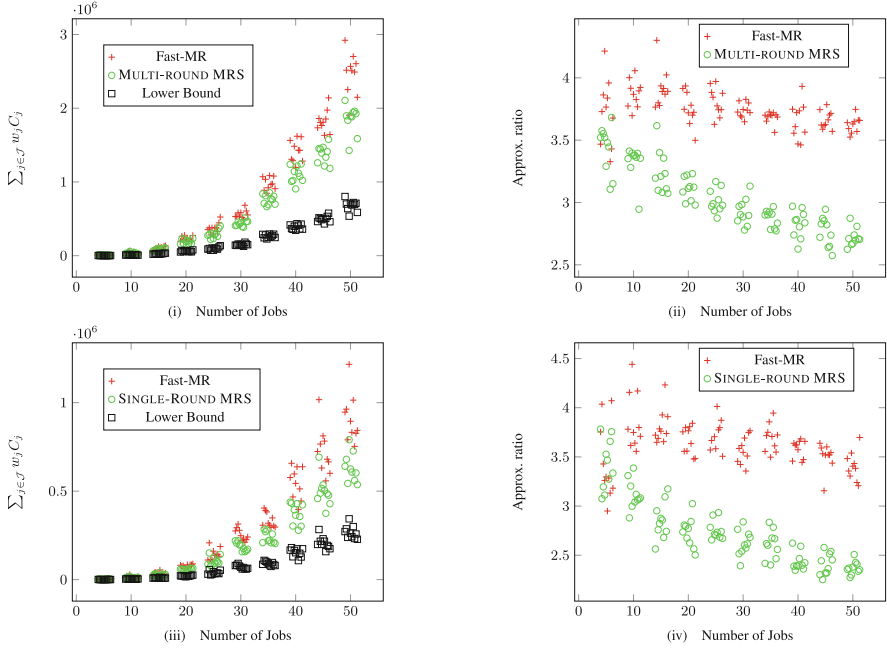 ·10^6
3
2
1
0
∑_{j∈𝒥} w_j C_j
Fast-MR
MULTI-ROUND MRS
Lower Bound
0 10 20 30 40 50
(i) Number of Jobs
4
3.5
3
2.5
Approx. ratio
Fast-MR
MULTI-ROUND MRS
0 10 20 30 40 50
(ii) Number of Jobs
·10^6
1
0.5
0
∑_{j∈𝒥} w_j C_j
Fast-MR
SINGLE-ROUND MRS
Lower Bound
0 10 20 30 40 50
(iii) Number of Jobs
4.5
4
3.5
3
2.5
Approx. ratio
Fast-MR
SINGLE-ROUND MRS
0 10 20 30 40 50
(iv) Number of Jobs